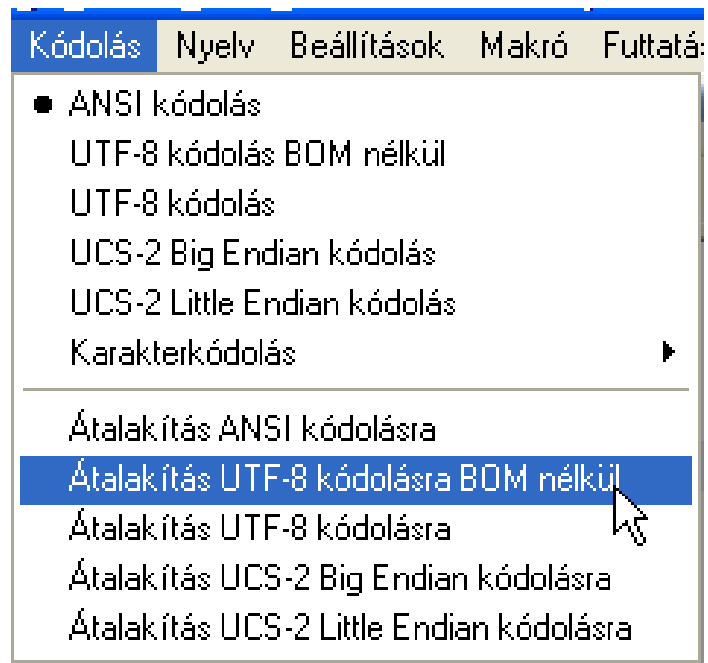 Kódolás Nyelv Beállítások Makró Futtatás
ANSI kódolás
UTF-8 kódolás BOM nélkül
UTF-8 kódolás
UCS-2 Big Endian kódolás
UCS-2 Little Endian kódolás
Karakterkódolás
Átalakítás ANSI kódolásra
Átalakítás UTF-8 kódolásra BOM nélkül
Átalakítás UTF-8 kódolásra
Átalakítás UCS-2 Big Endian kódolásra
Átalakítás UCS-2 Little Endian kódolásra